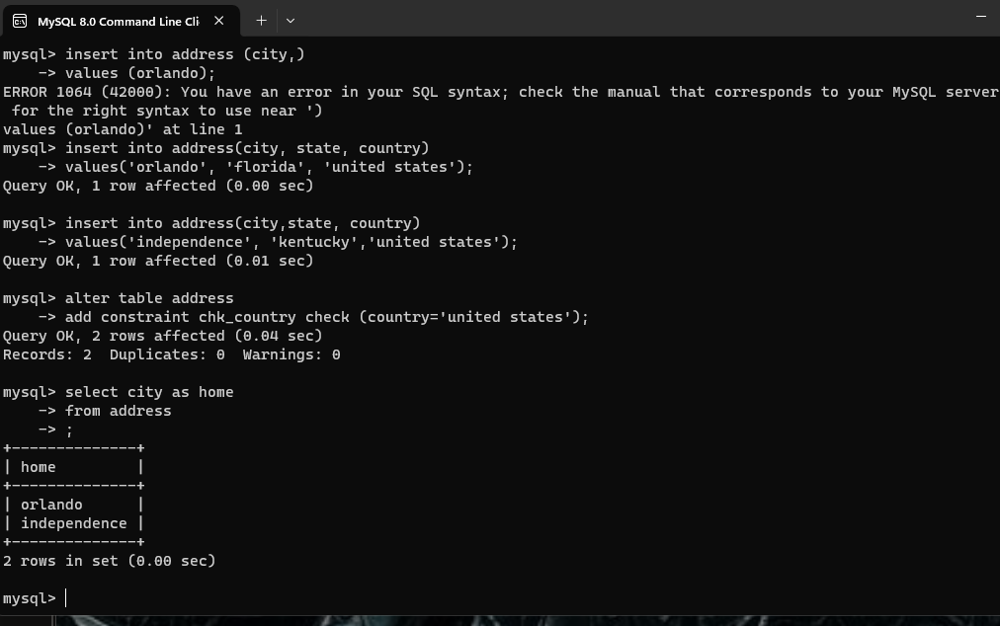 MySQL 8.0 Command Line Cli
mysql> insert into address (city,)
    -> values (orlando);
ERROR 1064 (42000): You have an error in your SQL syntax; check the manual that corresponds to your MySQL server
 for the right syntax to use near ')
values (orlando)' at line 1
mysql> insert into address(city, state, country)
    -> values('orlando', 'florida', 'united states');
Query OK, 1 row affected (0.00 sec)

mysql> insert into address(city,state, country)
    -> values('independence', 'kentucky','united states');
Query OK, 1 row affected (0.01 sec)

mysql> alter table address
    -> add constraint chk_country check (country='united states');
Query OK, 2 rows affected (0.04 sec)
Records: 2  Duplicates: 0  Warnings: 0

mysql> select city as home
    -> from address
    -> ;
+--------------+
| home         |
+--------------+
| orlando      |
| independence |
+--------------+
2 rows in set (0.00 sec)

mysql>